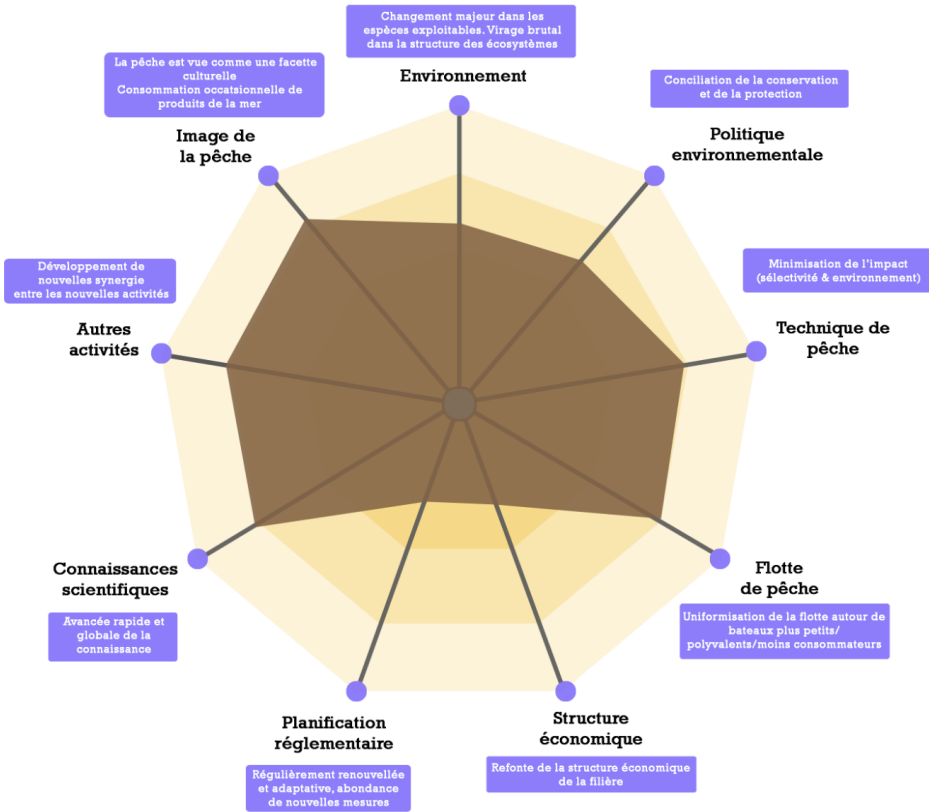 Changement majeur dans les
espèces exploitables. Virage brutal
dans la structure des écosystèmes
Environnement
La pêche est vue comme une facette
culturelle
Consommation occatsionnelle de
produits de la mer
Image de
la pêche
Conciliation de la conservation
et de la protection
Politique
environnementale
Développement de
nouvelles synergie
entre les nouvelles activités
Autres
activités
Minimisation de l'impact
(sélectivité & environnement)
Technique de
pêche
Connaissances
scientifiques
Avancée rapide et
globale de la
connaissance
Flotte
de pêche
Uniformisation de la flotte autour de
bateaux plus petits/
polyvalents/moins consommateurs
Planification
réglementaire
Régulièrement renouvellée
et adaptative, abondance
de nouvelles mesures
Structure
économique
Refonte de la structure économique
de la filière